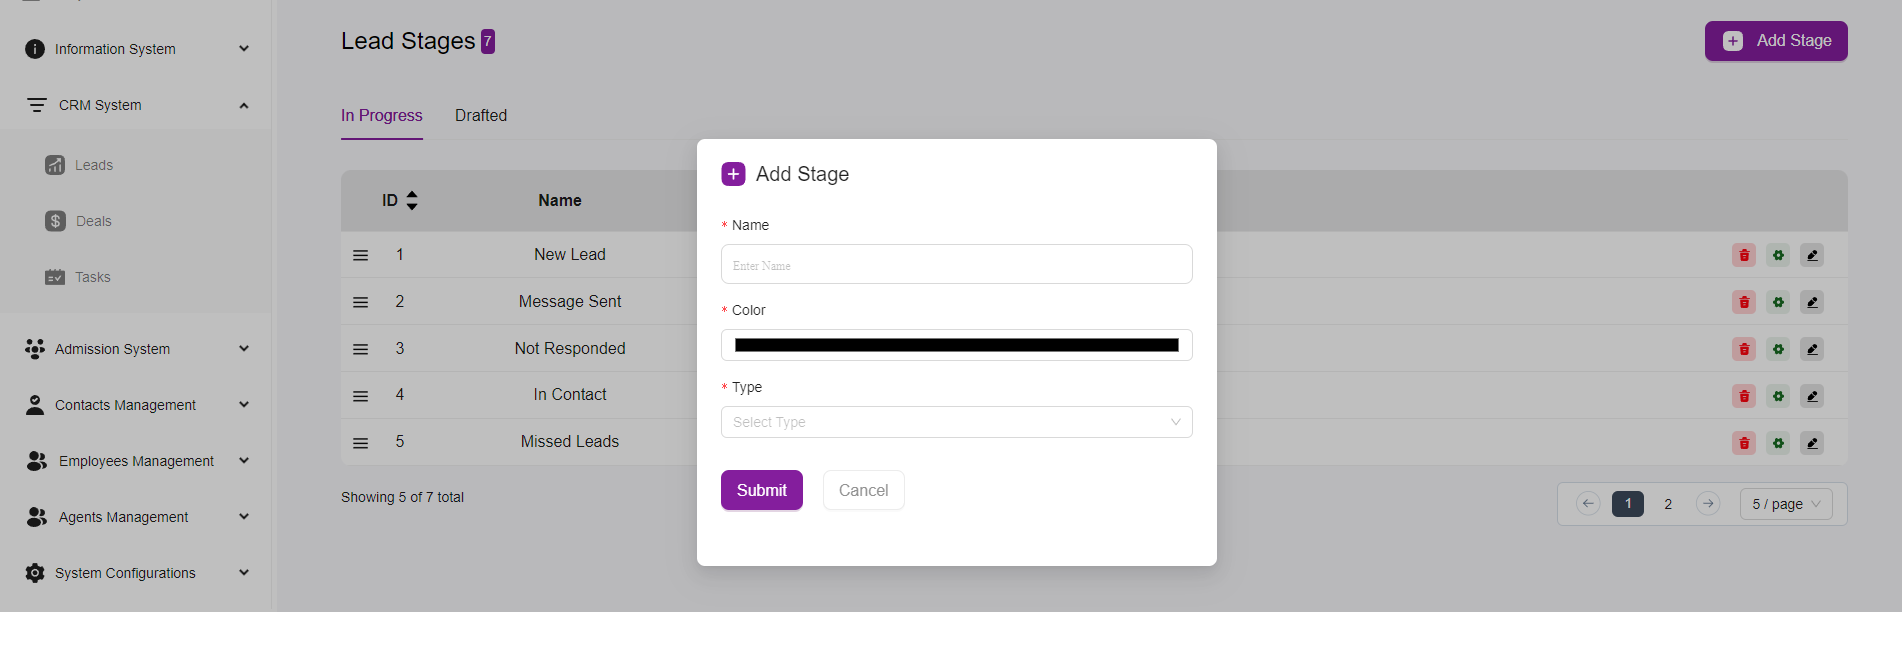 Information System
CRM System
Leads
Deals
Tasks
Admission System
Contacts Management
Employees Management
Agents Management
System Configurations
Lead Stages 7
Add Stage
In Progress Drafted
ID Name
1 New Lead
2 Message Sent
3 Not Responded
4 In Contact
5 Missed Leads
Showing 5 of 7 total
1 2 5 / page
Add Stage
* Name
Enter Name
* Color
* Type
Select Type
Submit Cancel